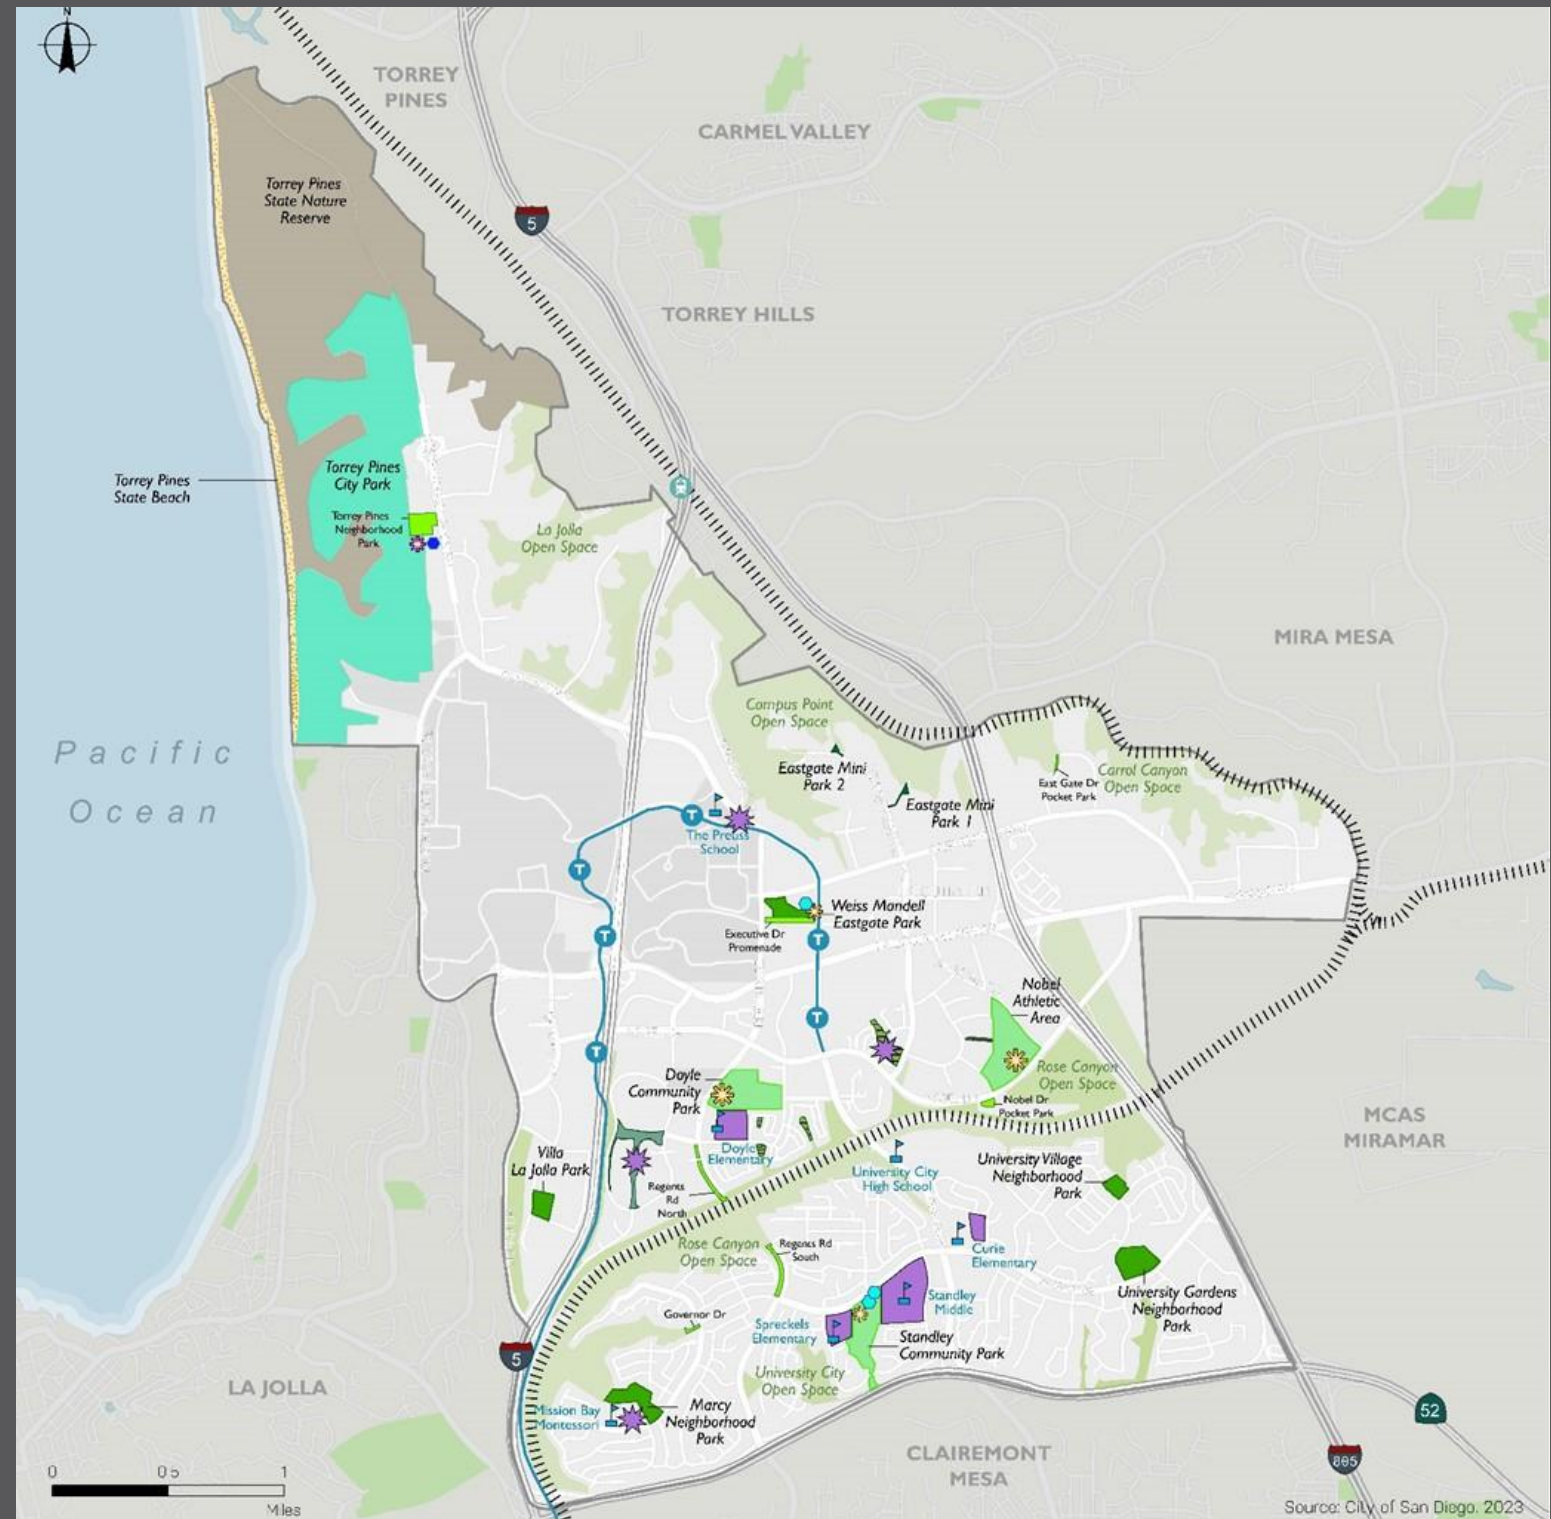 N
TORREY
PINES
CARMEL VALLEY
Torrey Pines
State Nature
Reserve
5
TORREY HILLS
Torrey Pines
State Beach
Torrey Pines
City Park
Torrey Pines
Neighborhood
Park
La Jolla
Open Space
MIRA MESA
Pacific
Ocean
Campus Point
Open Space
Eastgate Mini
Park 2
Eastgate Mini
Park 1
East Gate Dr
Pocket Park
Carrol Canyon
Open Space
T
The Preuss
School
T
Weiss Mandell
Eastgate Park
Executive Dr
Promenade
T
T
Nobel
Athletic
Area
T
T
Doyle
Community
Park
Rose Canyon
Open Space
Nobel Dr
Pocket Park
MCAS
MIRAMAR
Doyle
Elementary
Villa
La Jolla Park
University City
High School
University Village
Neighborhood
Park
Regents
Rd
North
Rose Canyon
Open Space
Regents Rd
South
Curie
Elementary
Standley
Middle
University Gardens
Neighborhood
Park
Governor Dr
Spreckels
Elementary
Standley
Community Park
5
University City
Open Space
LA JOLLA
Mission Bay
Montessori
Marcy
Neighborhood
Park
52
CLAIREMONT
MESA
805
0 0 5 1
Miles
Source: City of San Diego. 2023